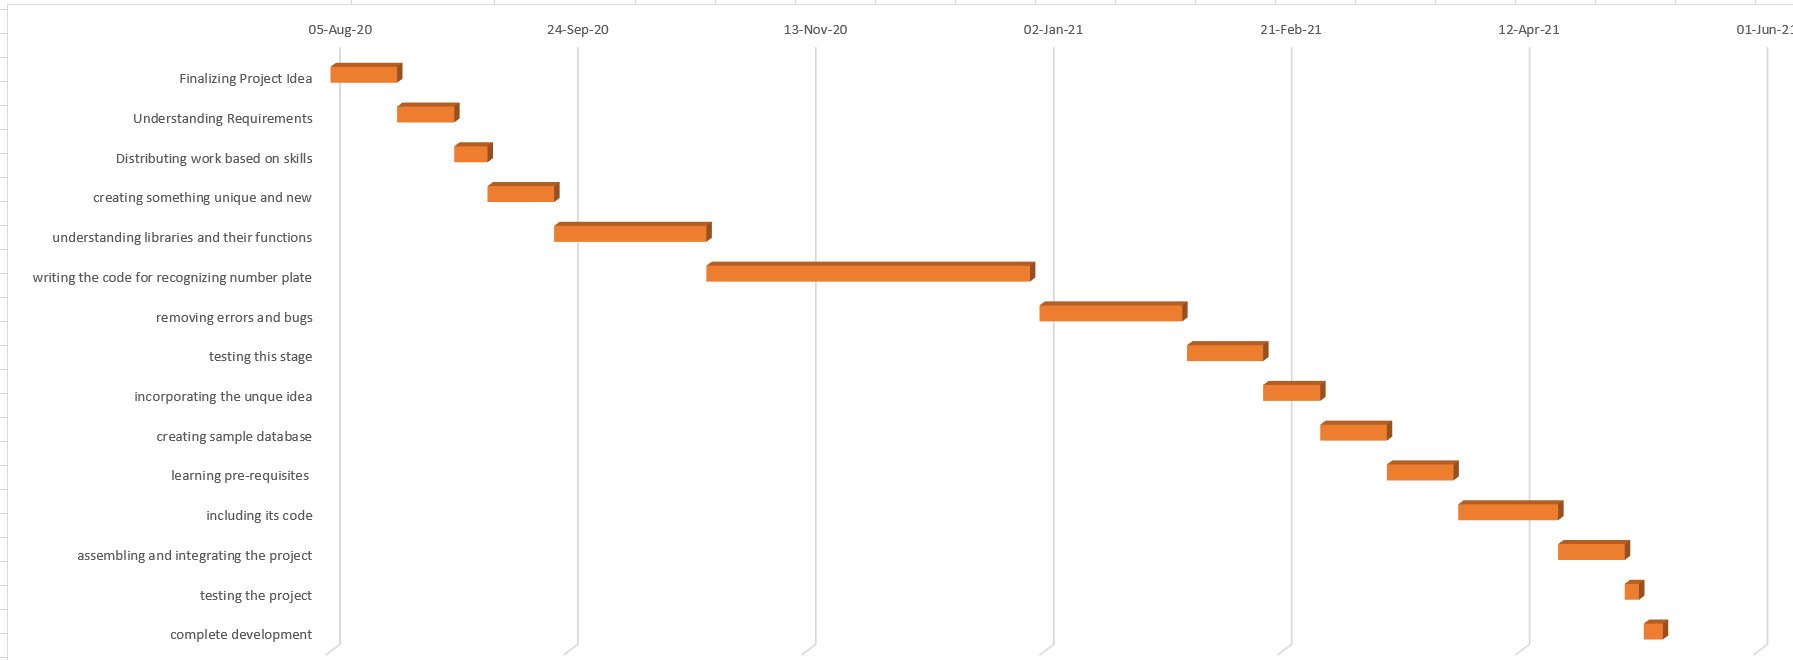 05-Aug-20 24-Sep-20 13-Nov-20 02-Jan-21 21-Feb-21 12-Apr-21 01-Jun-21
Finalizing Project Idea
Understanding Requirements
Distributing work based on skills
creating something unique and new
understanding libraries and their functions
writing the code for recognizing number plate
removing errors and bugs
testing this stage
incorporating the unque idea
creating sample database
learning pre-requisites
including its code
assembling and integrating the project
testing the project
complete development